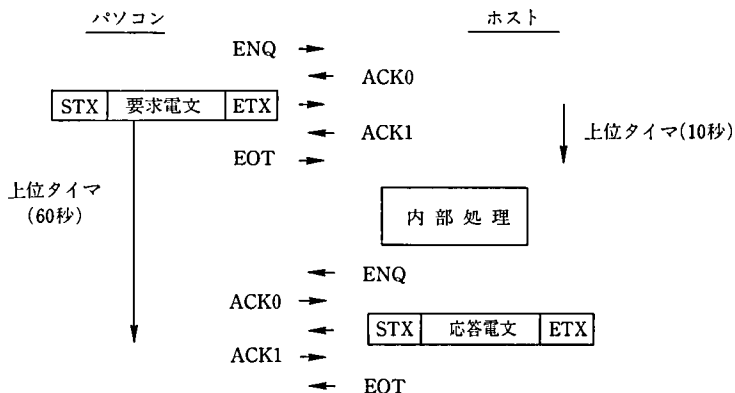 パソコン ホスト
ENQ
ACK0
STX 要求電文 ETX
ACK1 上位タイマ(10秒)
EOT
上位タイマ
(60秒)
内部処理
ENQ
ACK0
STX 応答電文 ETX
ACK1
EOT